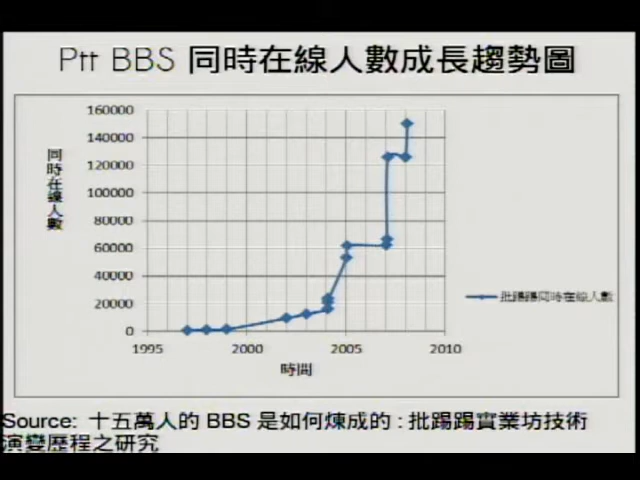 Ptt BBS 同時在線人數成長趨勢圖
同時在線人數
160000
140000
120000
100000
80000
60000
40000
20000
0
1995 2000 2005 2010
時間
批踢踢同時在線人數
Source: 十五萬人的 BBS 是如何煉成的 : 批踢踢實業坊技術
演變歷程之研究